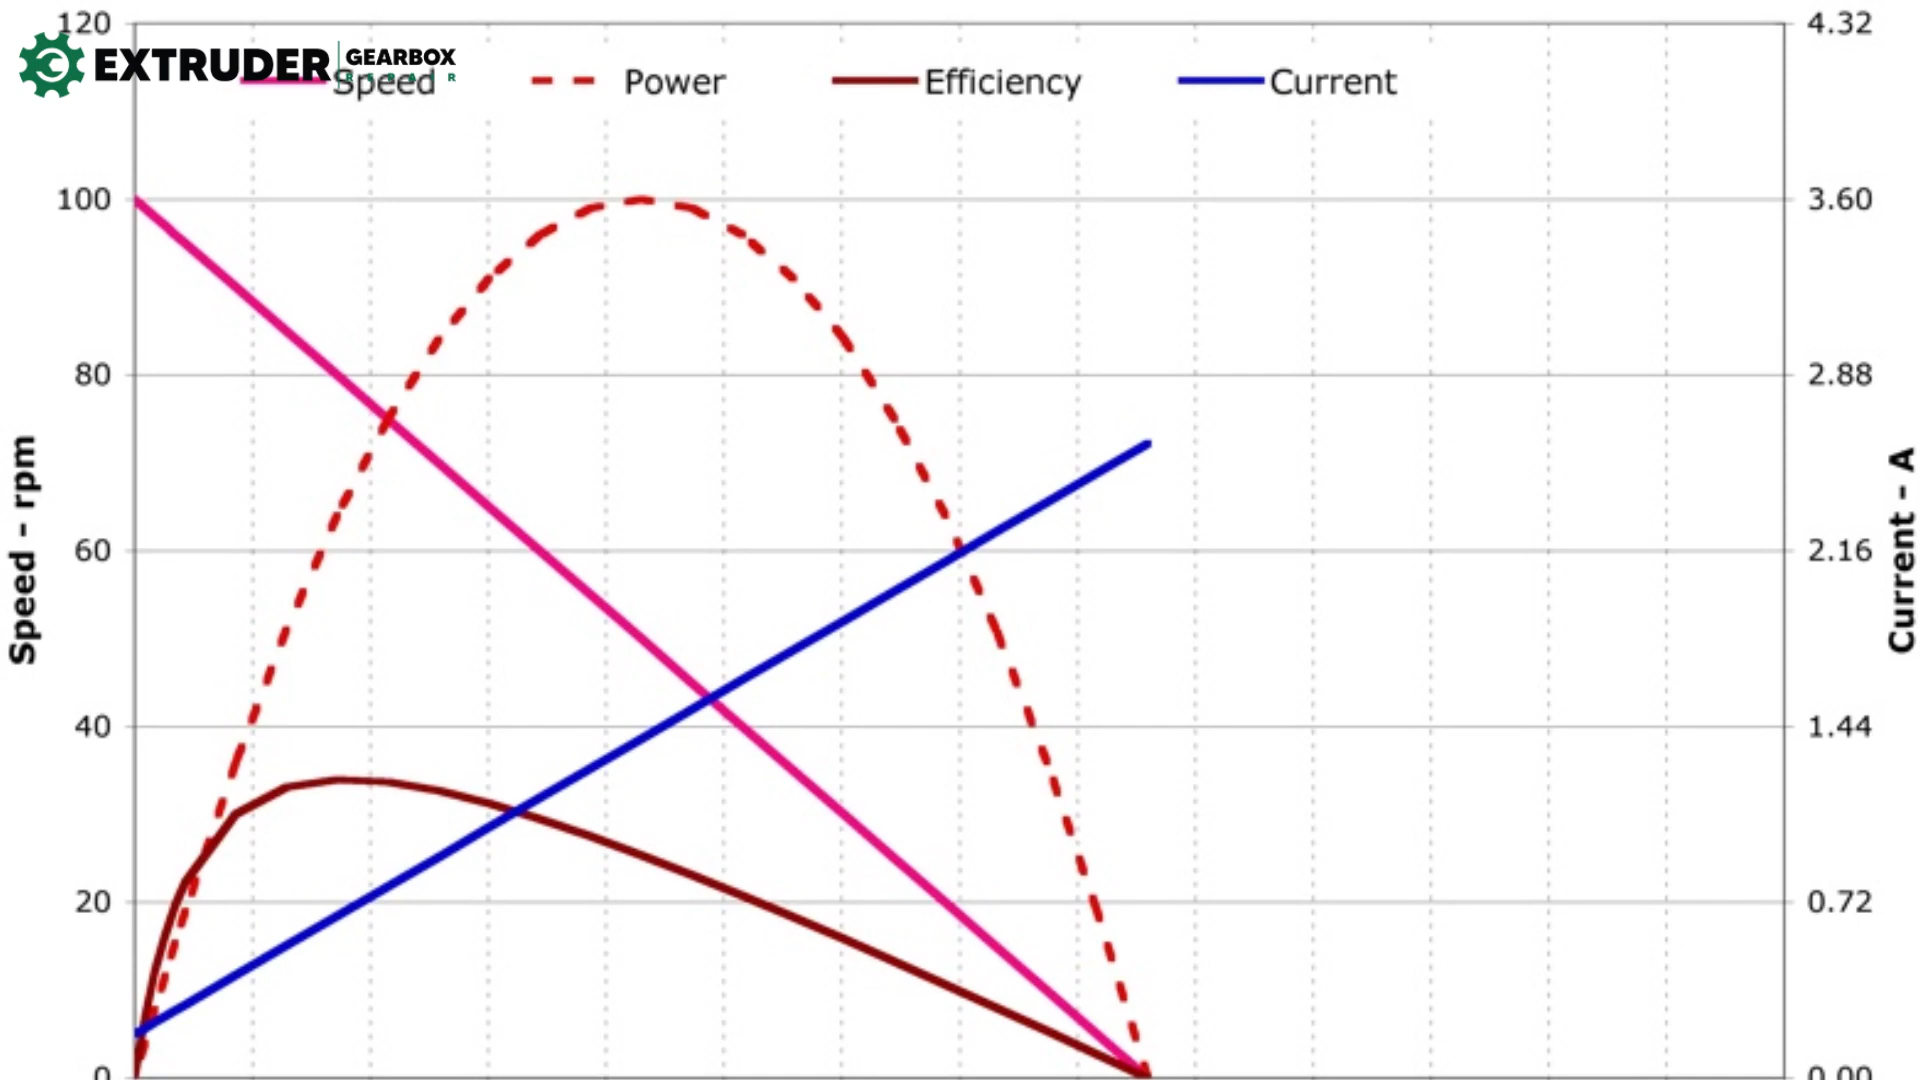 120
4.32
EXTRUDER GEARBOX
REPAIR
Speed
Power
Efficiency
Current
100
3.60
80
2.88
Speed - rpm
Current - A
60
2.16
40
1.44
20
0.72
0
0.00